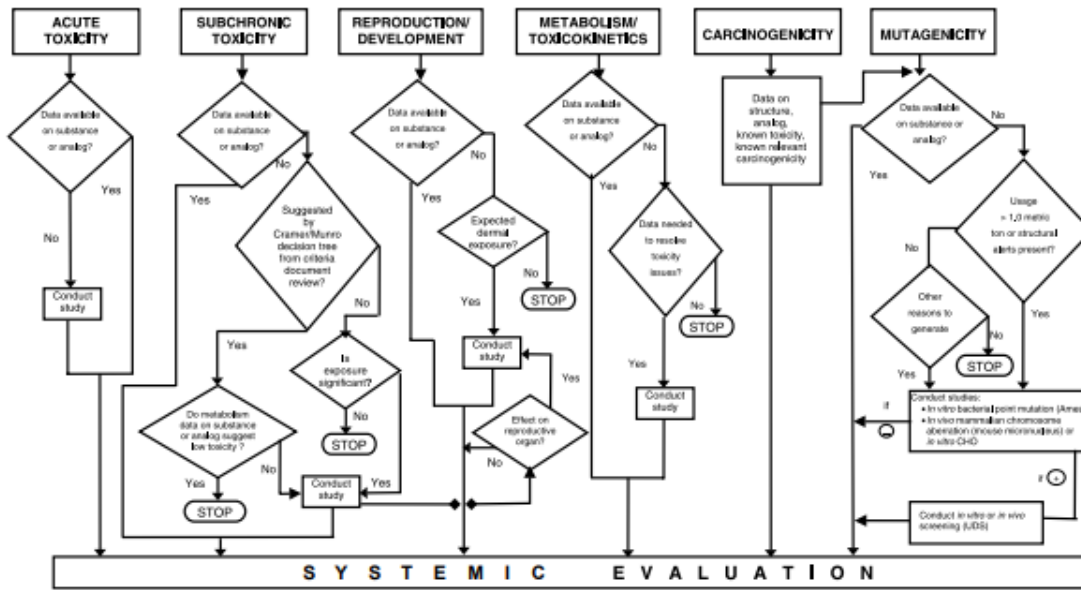 ACUTE
TOXICITY
SUBCHRONIC
TOXICITY
REPRODUCTION/
DEVELOPMENT
METABOLISM/
TOXICOKINETICS
CARCINOGENICITY
MUTAGENICITY
Data available
on substance
or analog?
Yes
No
Conduct
study
Data available
on substance
or analog?
No
Yes
Suggested
by
Cramer/Munro
decision tree
from criteria
document
review?
No
Yes
Is
exposure
significant?
No
STOP
Yes
Do metabolism
data on substance
or analog suggest
low toxicity ?
No
Yes
STOP
Conduct
study
Data available
on substance
or analog?
No
Yes
Expected
dermal
exposure?
No
STOP
Yes
Conduct
study
Yes
Effect on
reproductive
organ?
No
Data available
on substance
or analog?
No
Yes
Data needed
to resolve
toxicity
issues?
No
STOP
Yes
Conduct
study
Data on
structure,
analog,
known toxicity,
known relevant
carcinogenicity
Data available
on substance or
analog?
No
Yes
Usage
> 1,0 metric
ton or structural
alerts present?
No
Yes
Other
reasons to
generate
No
STOP
Yes
Conduct studies:
• In vitro bacterial point mutation (Ames
• In vivo mammalian chromosome
aberration (mouse micronucleus) or
in vitro CHO
if
-
if +
Conduct in vitro or in vivo
screening (UDS)
SYSTEMIC EVALUATION